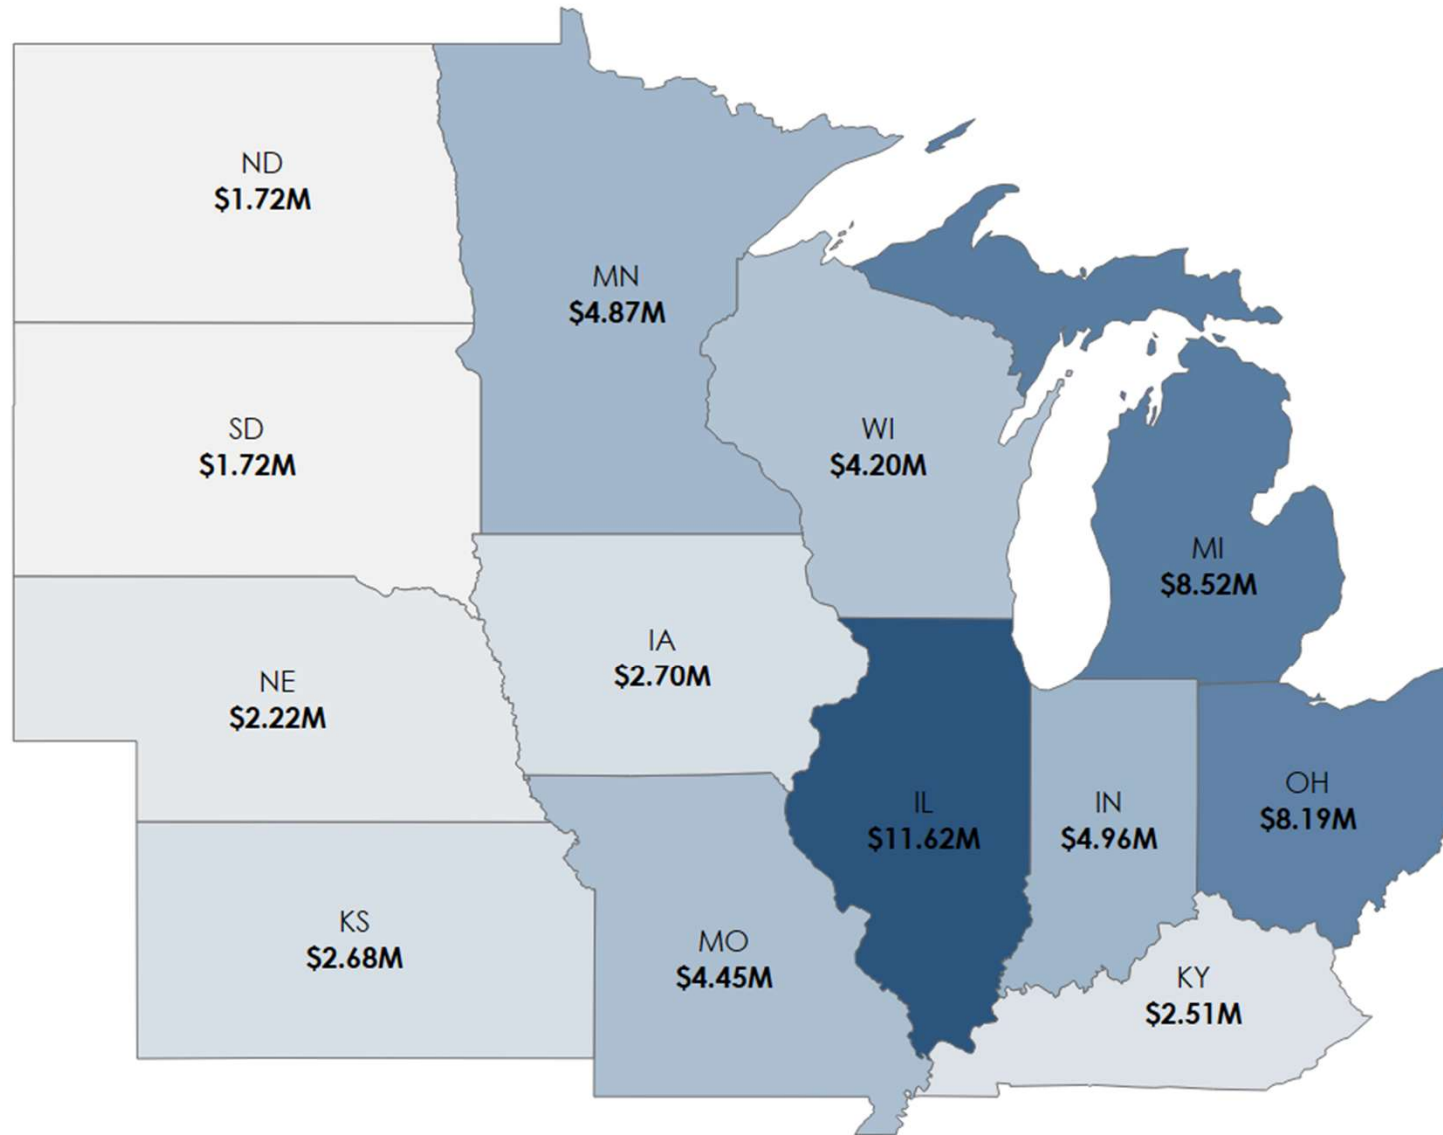 ND
$1.72M
MN
$4.87M
SD
$1.72M
WI
$4.20M
MI
$8.52M
IA
$2.70M
NE
$2.22M
IL
$11.62M
IN
$4.96M
OH
$8.19M
KS
$2.68M
MO
$4.45M
KY
$2.51M